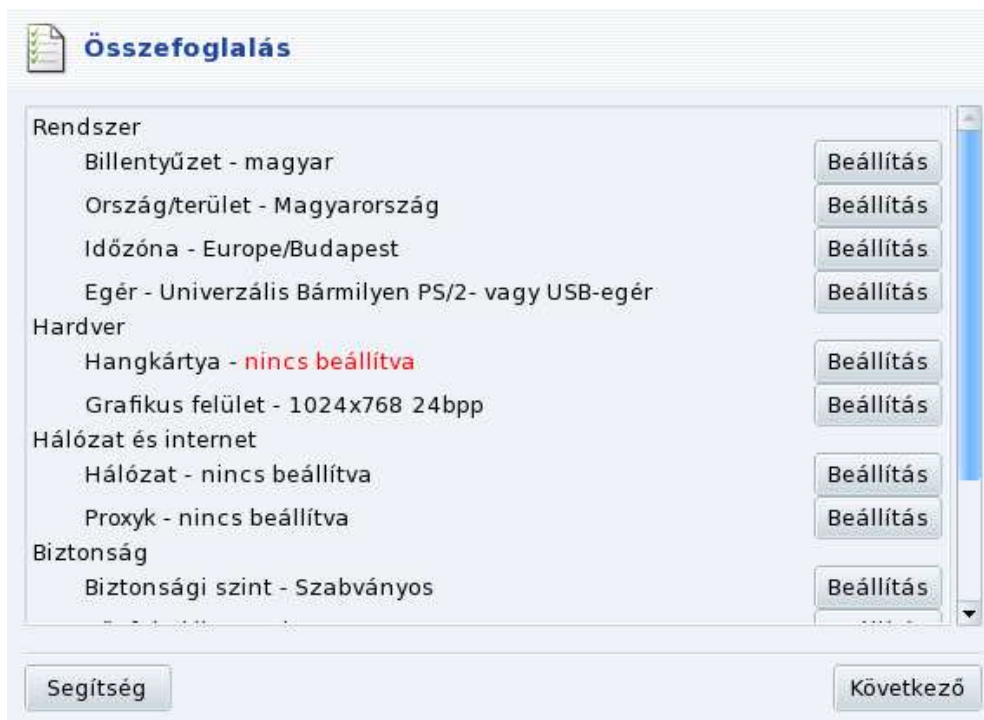 Összefoglalás
Rendszer
Billentyűzet - magyar Beállítás
Ország/terület - Magyarország Beállítás
Időzóna - Europe/Budapest Beállítás
Egér - Univerzális Bármilyen PS/2- vagy USB-egér Beállítás
Hardver
Hangkártya - nincs beállítva Beállítás
Grafikus felület - 1024x768 24bpp Beállítás
Hálózat és internet
Hálózat - nincs beállítva Beállítás
Proxyk - nincs beállítva Beállítás
Biztonság
Biztonsági szint - Szabványos Beállítás
Segítség Következő